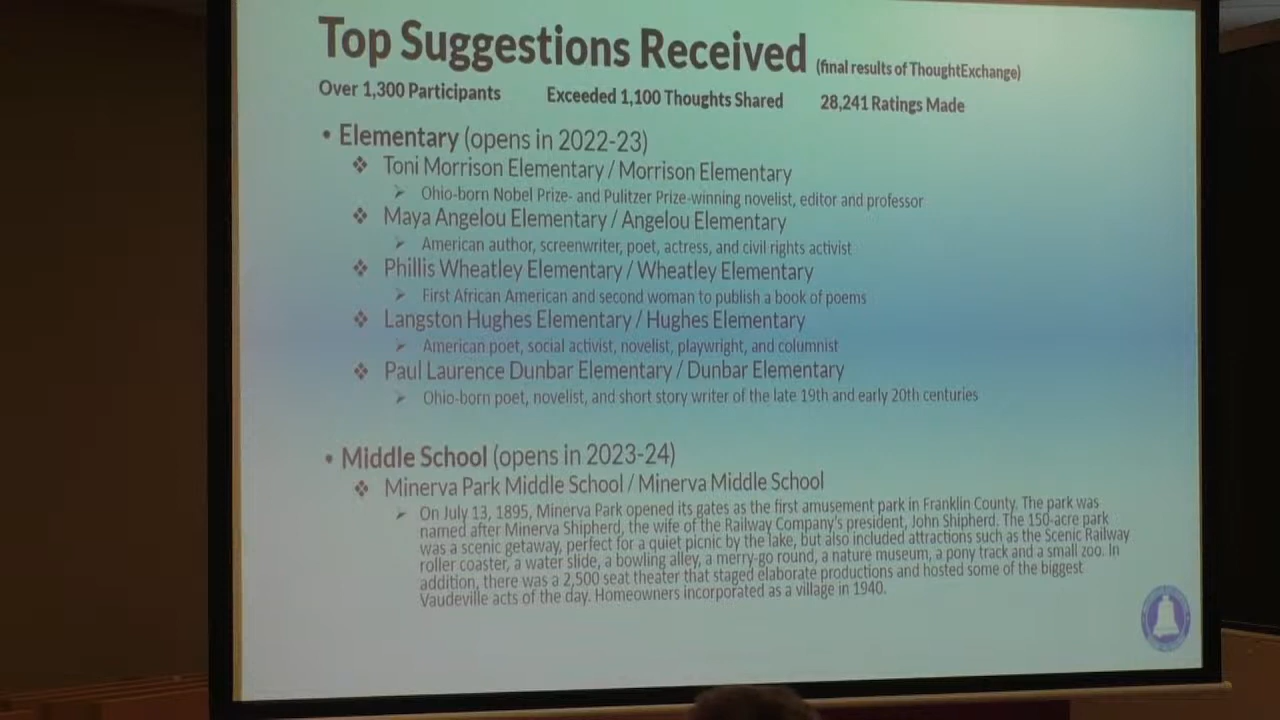 Top Suggestions Received (final results of ThoughtExchange)
Over 1,300 Participants Exceeded 1,100 Thoughts Shared 28,241 Ratings Made
• Elementary (opens in 2022-23)
❖ Toni Morrison Elementary / Morrison Elementary
➢ Ohio-born Nobel Prize- and Pulitzer Prize-winning novelist, editor and professor
❖ Maya Angelou Elementary / Angelou Elementary
➢ American author, screenwriter, poet, actress, and civil rights activist
❖ Phillis Wheatley Elementary / Wheatley Elementary
➢ First African American and second woman to publish a book of poems
❖ Langston Hughes Elementary / Hughes Elementary
➢ American poet, social activist, novelist, playwright, and columnist
❖ Paul Laurence Dunbar Elementary / Dunbar Elementary
➢ Ohio-born poet, novelist, and short story writer of the late 19th and early 20th centuries
• Middle School (opens in 2023-24)
❖ Minerva Park Middle School / Minerva Middle School
➢ On July 13, 1895, Minerva Park opened its gates as the first amusement park in Franklin County. The park was
named after Minerva Shipherd, the wife of the Railway Company's president, John Shipherd. The 150-acre park
was a scenic getaway, perfect for a quiet picnic by the lake, but also included attractions such as the Scenic Railway
roller coaster, a water slide, a bowling alley, a merry-go round, a nature museum, a pony track and a small zoo. In
addition, there was a 2,500 seat theater that staged elaborate productions and hosted some of the biggest
Vaudeville acts of the day. Homeowners incorporated as a village in 1940.